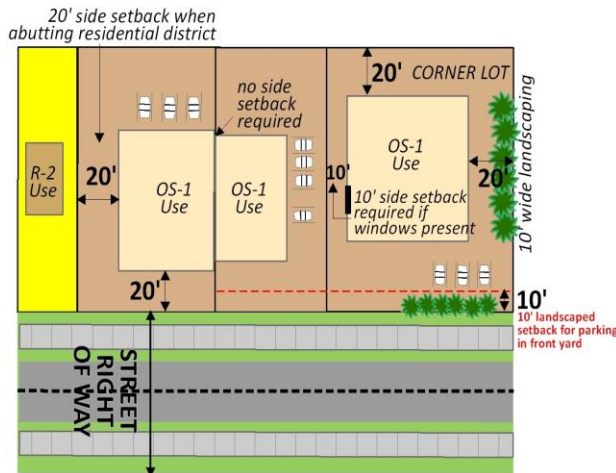 20' side setback when
abutting residential district
20'
CORNER LOT
no side
setback
required
R-2
Use
20'
OS-1
Use
OS-1
Use
OS-1
Use
10'
10' side setback
required if
windows present
20'
10' wide landscaping
20'
10'
10' landscaped
setback for parking
in front yard
STREET
RIGHT
OF WAY